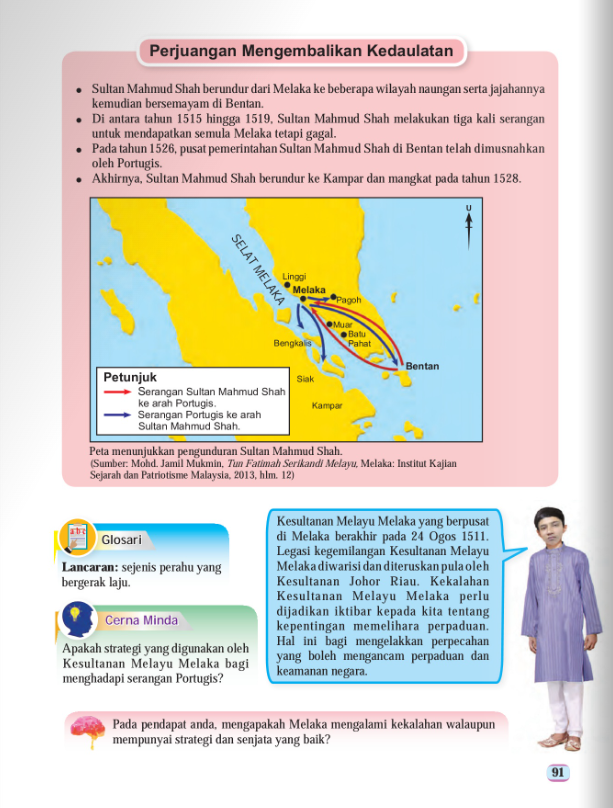 Perjuangan Mengembalikan Kedaulatan
• Sultan Mahmud Shah berundur dari Melaka ke beberapa wilayah naungan serta jajahannya
kemudian bersemayam di Bentan.
• Di antara tahun 1515 hingga 1519, Sultan Mahmud Shah melakukan tiga kali serangan
untuk mendapatkan semula Melaka tetapi gagal.
• Pada tahun 1526, pusat pemerintahan Sultan Mahmud Shah di Bentan telah dimusnahkan
oleh Portugis.
• Akhirnya, Sultan Mahmud Shah berundur ke Kampar dan mangkat pada tahun 1528.
U
SELAT MELAKA
Linggi
Melaka
Pagoh
Muar
Batu
Pahat
Bengkalis
Bentan
Siak
Kampar
Petunjuk
Serangan Sultan Mahmud Shah
ke arah Portugis.
Serangan Portugis ke arah
Sultan Mahmud Shah.
Peta menunjukkan pengunduran Sultan Mahmud Shah.
(Sumber: Mohd. Jamil Mukmin, Tun Fatimah Serikandi Melayu, Melaka: Institut Kajian
Sejarah dan Patriotisme Malaysia, 2013, hlm. 12)
Glosari
Lancaran: sejenis perahu yang
bergerak laju.
Cerna Minda
Apakah strategi yang digunakan oleh
Kesultanan Melayu Melaka bagi
menghadapi serangan Portugis?
Kesultanan Melayu Melaka yang berpusat
di Melaka berakhir pada 24 Ogos 1511.
Legasi kegemilangan Kesultanan Melayu
Melaka diwarisi dan diteruskan pula oleh
Kesultanan Johor Riau. Kekalahan
Kesultanan Melayu Melaka perlu
dijadikan iktibar kepada kita tentang
kepentingan memelihara perpaduan.
Hal ini bagi mengelakkan perpecahan
yang boleh mengancam perpaduan dan
keamanan negara.
Pada pendapat anda, mengapakah Melaka mengalami kekalahan walaupun
mempunyai strategi dan senjata yang baik?
91